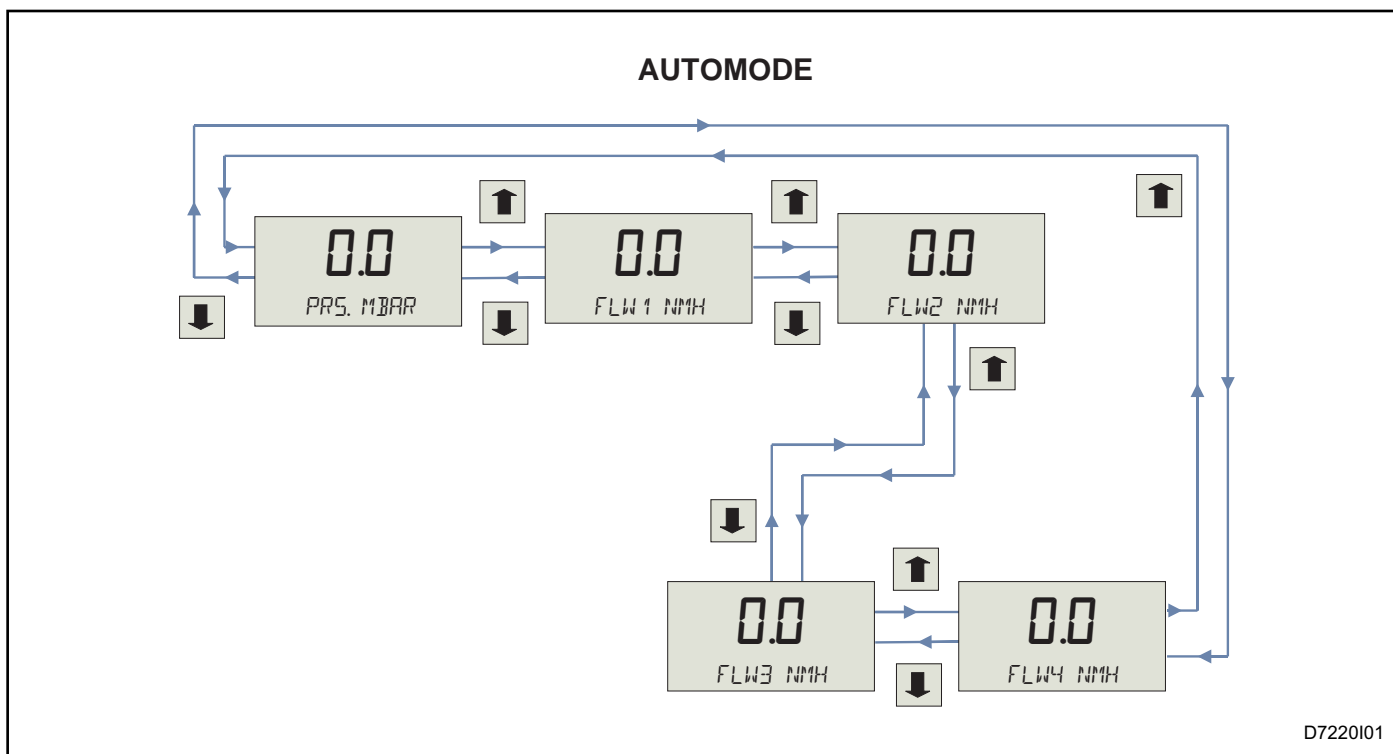 AUTOMODE
0.0
PRS. MBAR
0.0
FLW1 NMH
0.0
FLW2 NMH
0.0
FLW3 NMH
0.0
FLW4 NMH
D7220I01